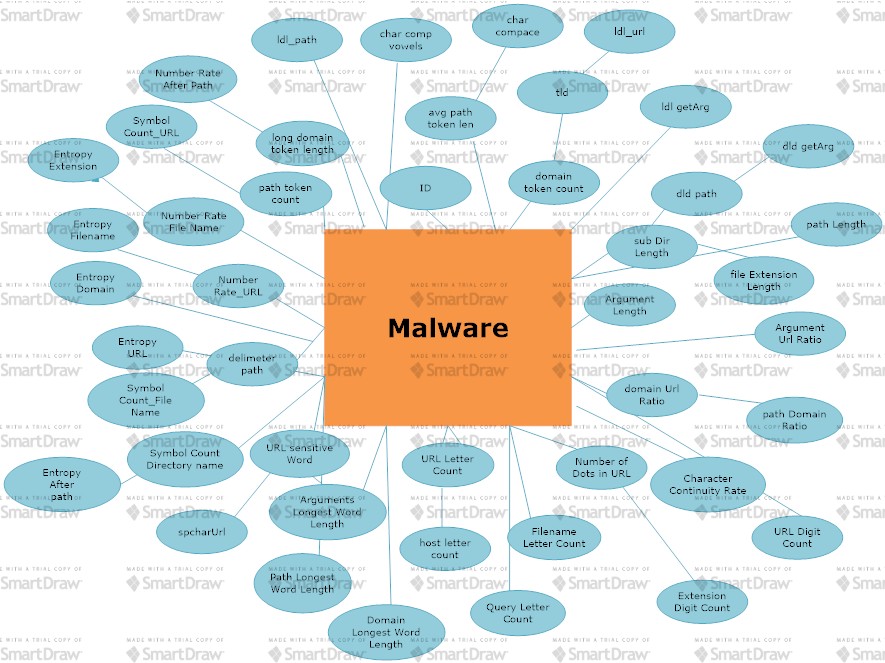 ldl_path
char comp
vowels
char
compace
ldl_url
Number Rate
After Path
tld
ldl getArg
Symbol
Count_URL
avg path
token len
long domain
token length
dld getArg
Entropy
Extension
path token
count
ID
domain
token count
dld path
Number Rate
File Name
Entropy
Filename
sub Dir
Length
path Length
Entropy
Domain
Number
Rate_URL
file Extension
Length
Argument
Length
Malware
Argument
Url Ratio
Entropy
URL
delimeter
path
Symbol
Count_File
Name
domain Url
Ratio
path Domain
Ratio
Symbol Count
Directory name
URL sensitive
Word
URL Letter
Count
Number of
Dots in URL
Entropy
After
path
Character
Continuity Rate
Arguments
Longest Word
Length
spcharUrl
host letter
count
Filename
Letter Count
URL Digit
Count
Path Longest
Word Length
Domain
Longest Word
Length
Query Letter
Count
Extension
Digit Count
MADE WITH A TRIAL COPY OF
SmartDraw